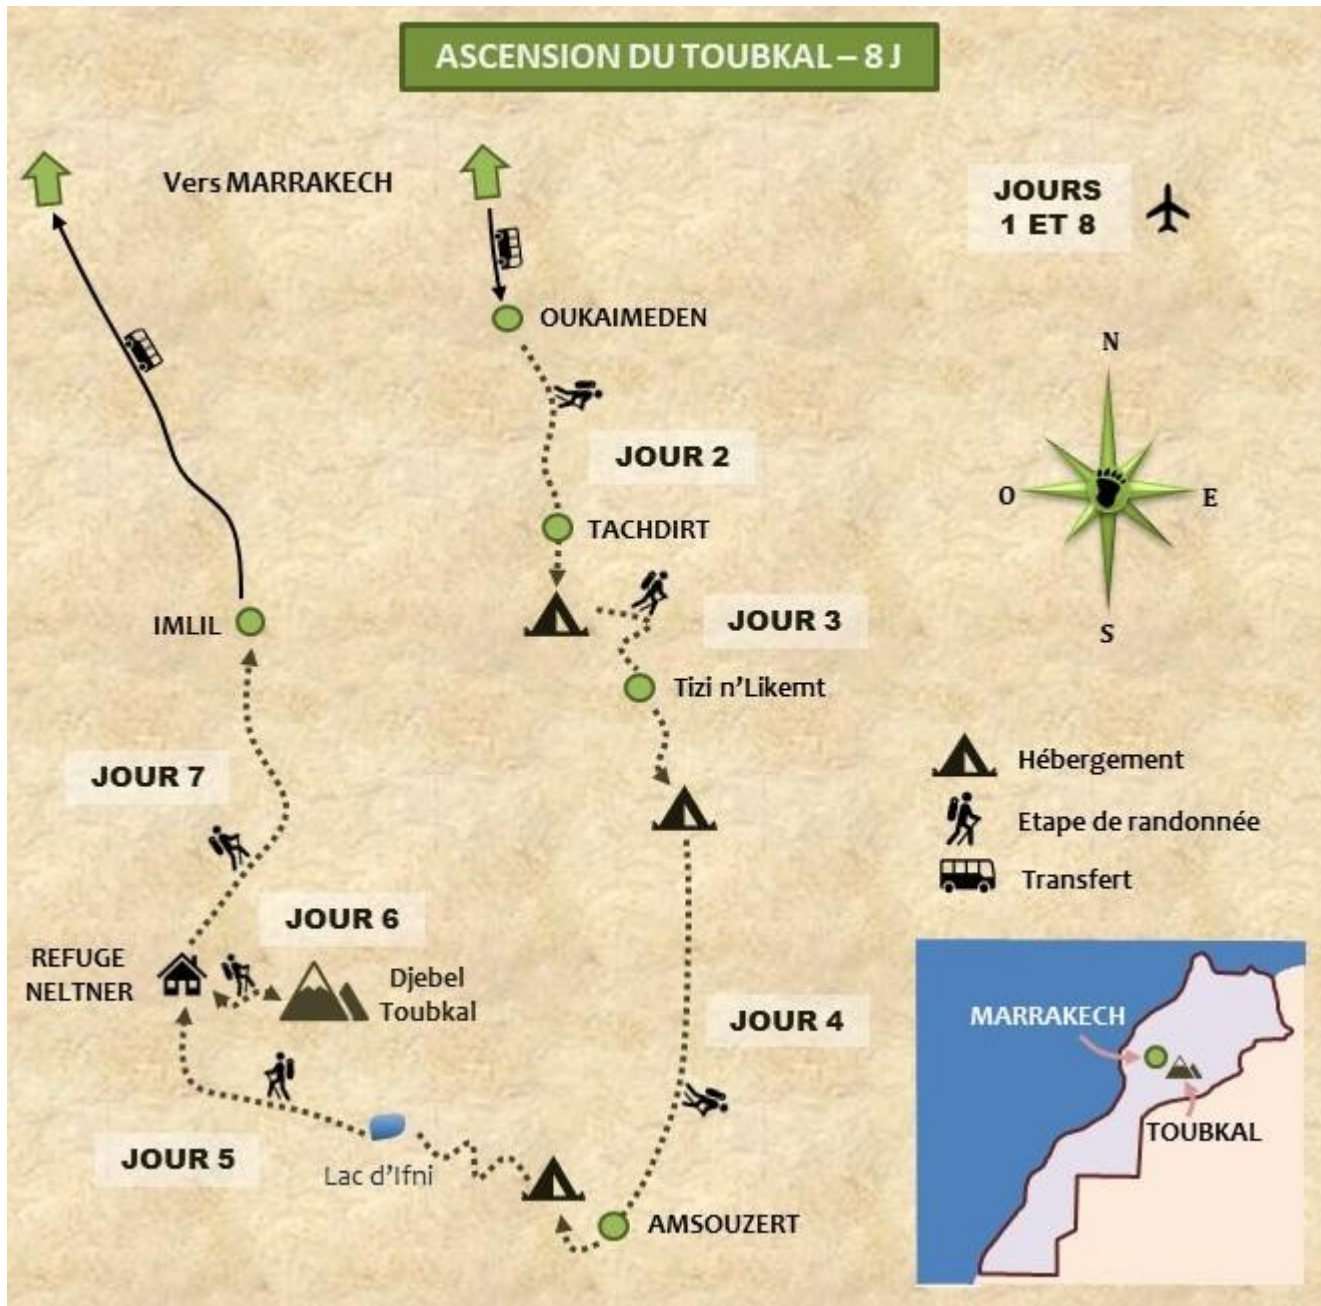 ASCENSION DU TOUBKAL – 8 J
Vers MARRAKECH
JOURS
1 ET 8
OUKAIMEDEN
N
O
E
S
JOUR 2
TACHDIRT
JOUR 3
IMLIL
Tizi n'Likemt
JOUR 7
Hébergement
Etape de randonnée
Transfert
JOUR 6
REFUGE
NELTNER
Djebel
Toubkal
JOUR 4
MARRAKECH
TOUBKAL
JOUR 5
Lac d'Ifni
AMSOUZERT